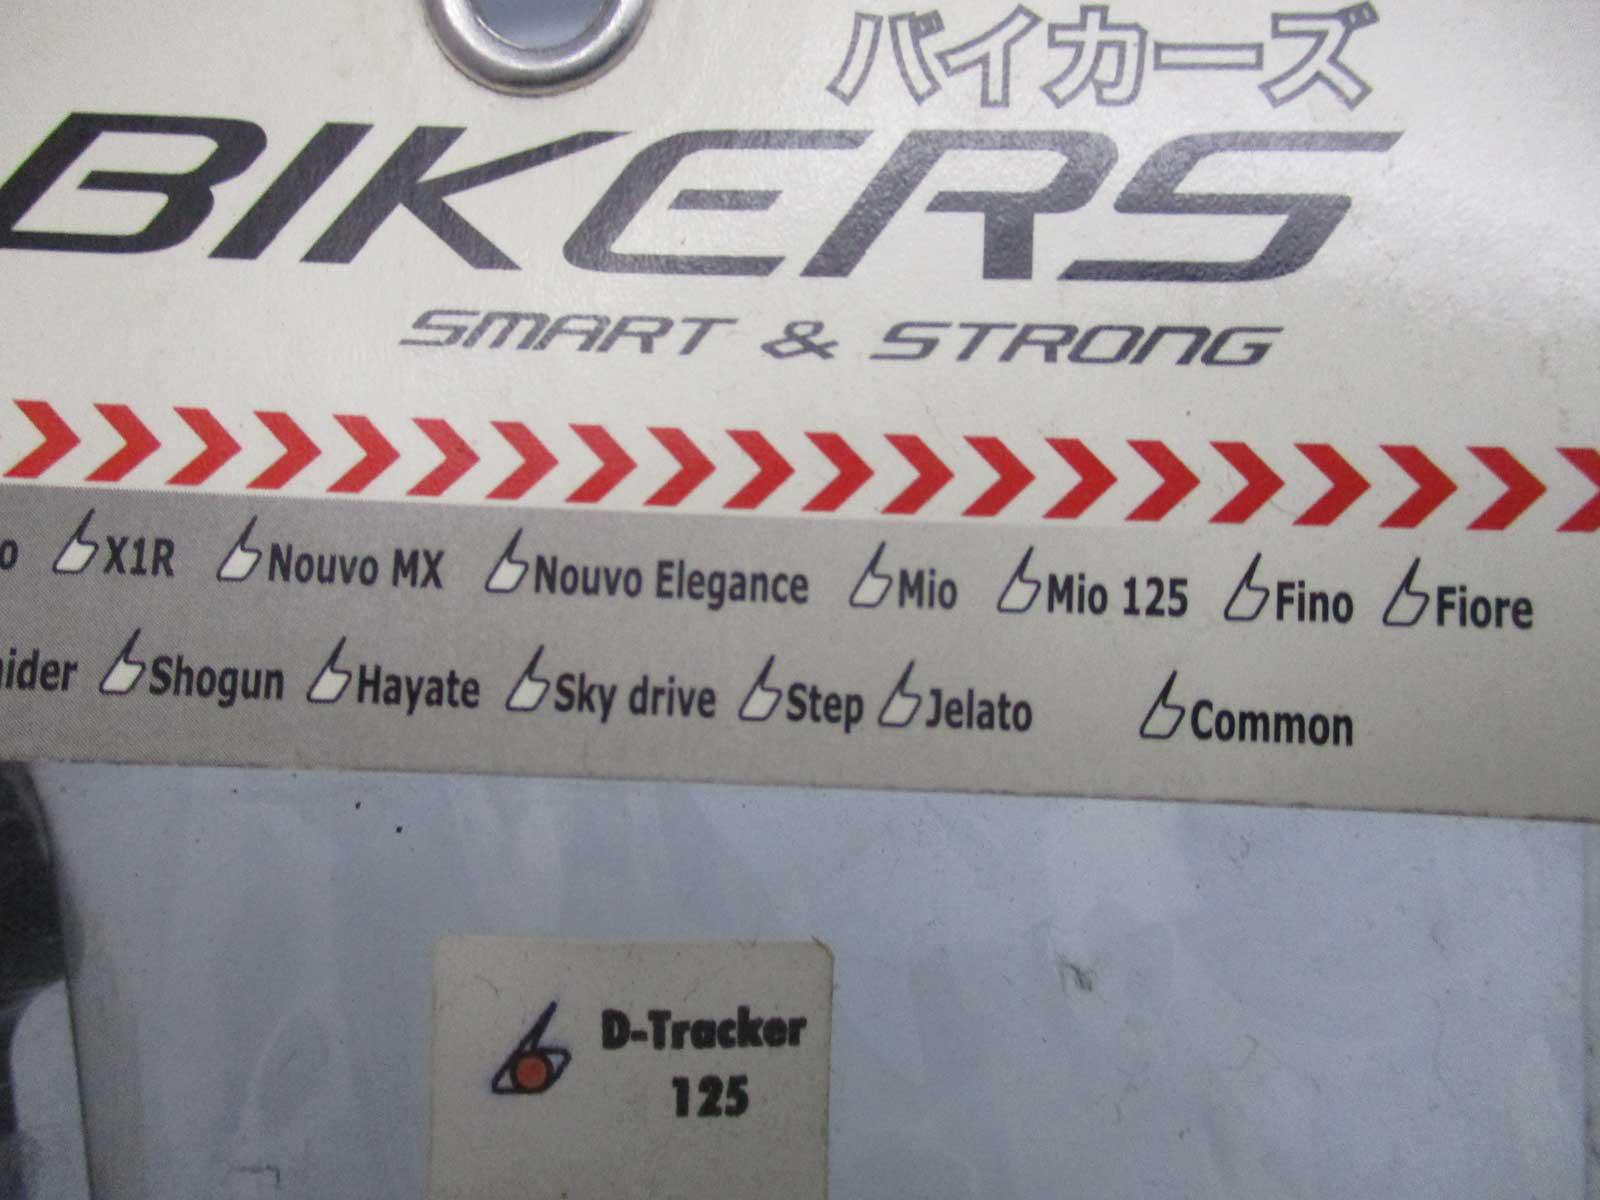 バイカーズ
BIKERS
SMART & STRONG
X1R Nouvo MX Nouvo Elegance Mio Mio 125 Fino Fiore
Shogun Hayate Sky drive Step Jelato Common
D-Tracker
125